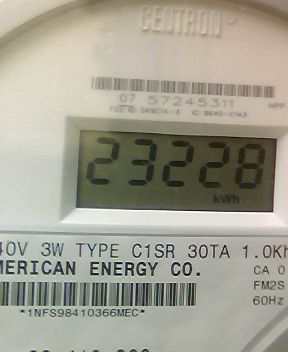 CENTRON®
07 57245311
MPP
23228
kWh
40V 3W TYPE C1SR 30TA 1.0Kh
MERICAN ENERGY CO.
CA 0
FM2S
60Hz
*1NFS98410366MEC*